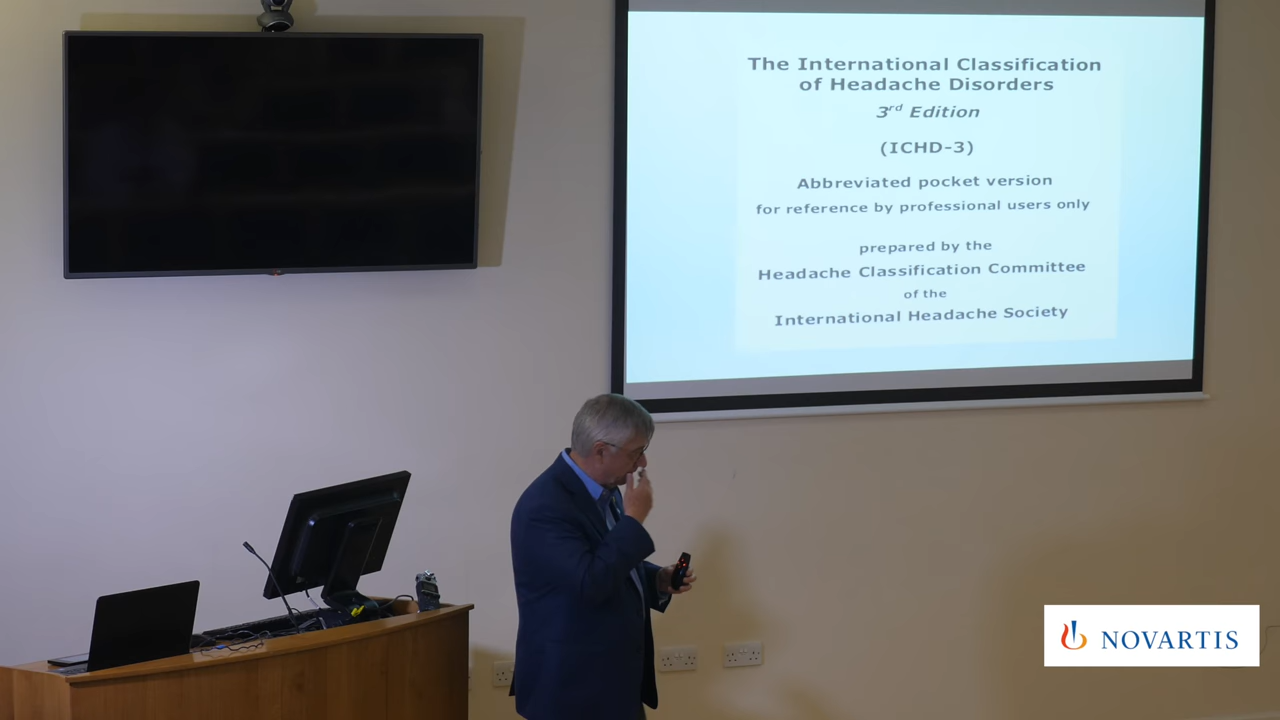 The International Classification
of Headache Disorders
3rd Edition
(ICHD-3)
Abbreviated pocket version
for reference by professional users only
prepared by the
Headache Classification Committee
of the
International Headache Society
NOVARTIS